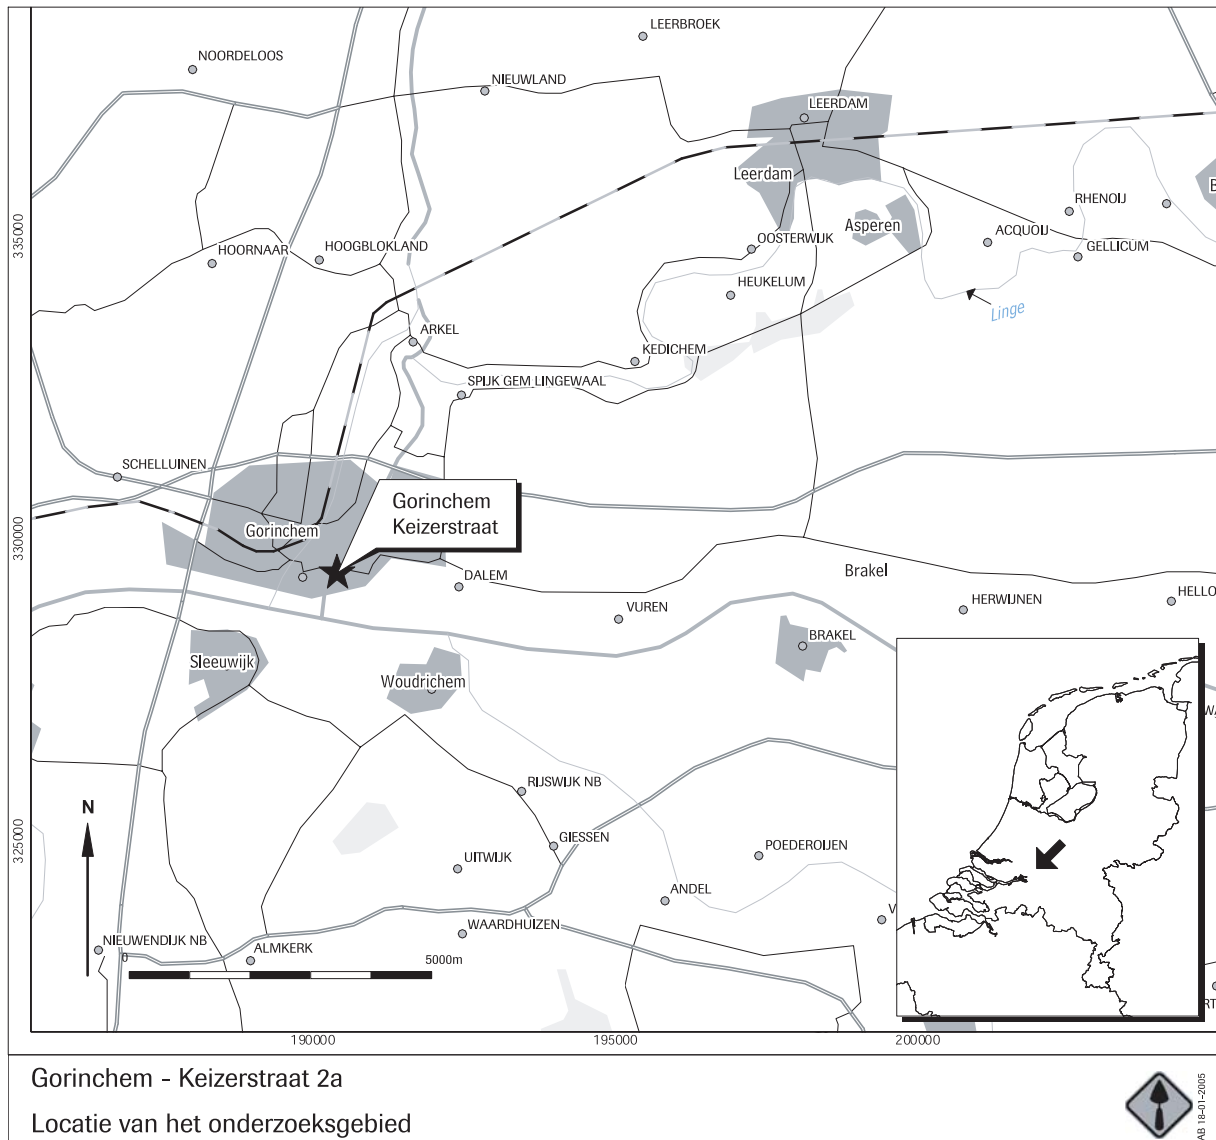 LEERBROEK
NOORDELOOS
NIEUWLAND
LEERDAM
Leerdam
RHENOIJ
Asperen
ACQUOIJ
OOSTERWIJK
GELLICUM
HOORNAAR
HOOGBLOKLAND
HEUKELUM
Linge
ARKEL
KEDICHEM
SPIJK GEM LINGEWAAL
SCHELLUINEN
Gorinchem
Keizerstraat
Gorinchem
DALEM
Brakel
HERWIJNEN
HELLO
VUREN
BRAKEL
Sleeuwijk
Woudrichem
RIJSWIJK NB
GIESSEN
UITWIJK
POEDEROIJEN
ANDEL
WAARDHUIZEN
NIEUWENDIJK NB
ALMKERK
N
0
5000m
335000
330000
325000
190000
195000
200000
Gorinchem - Keizerstraat 2a
Locatie van het onderzoeksgebied
AB 18-01-2005